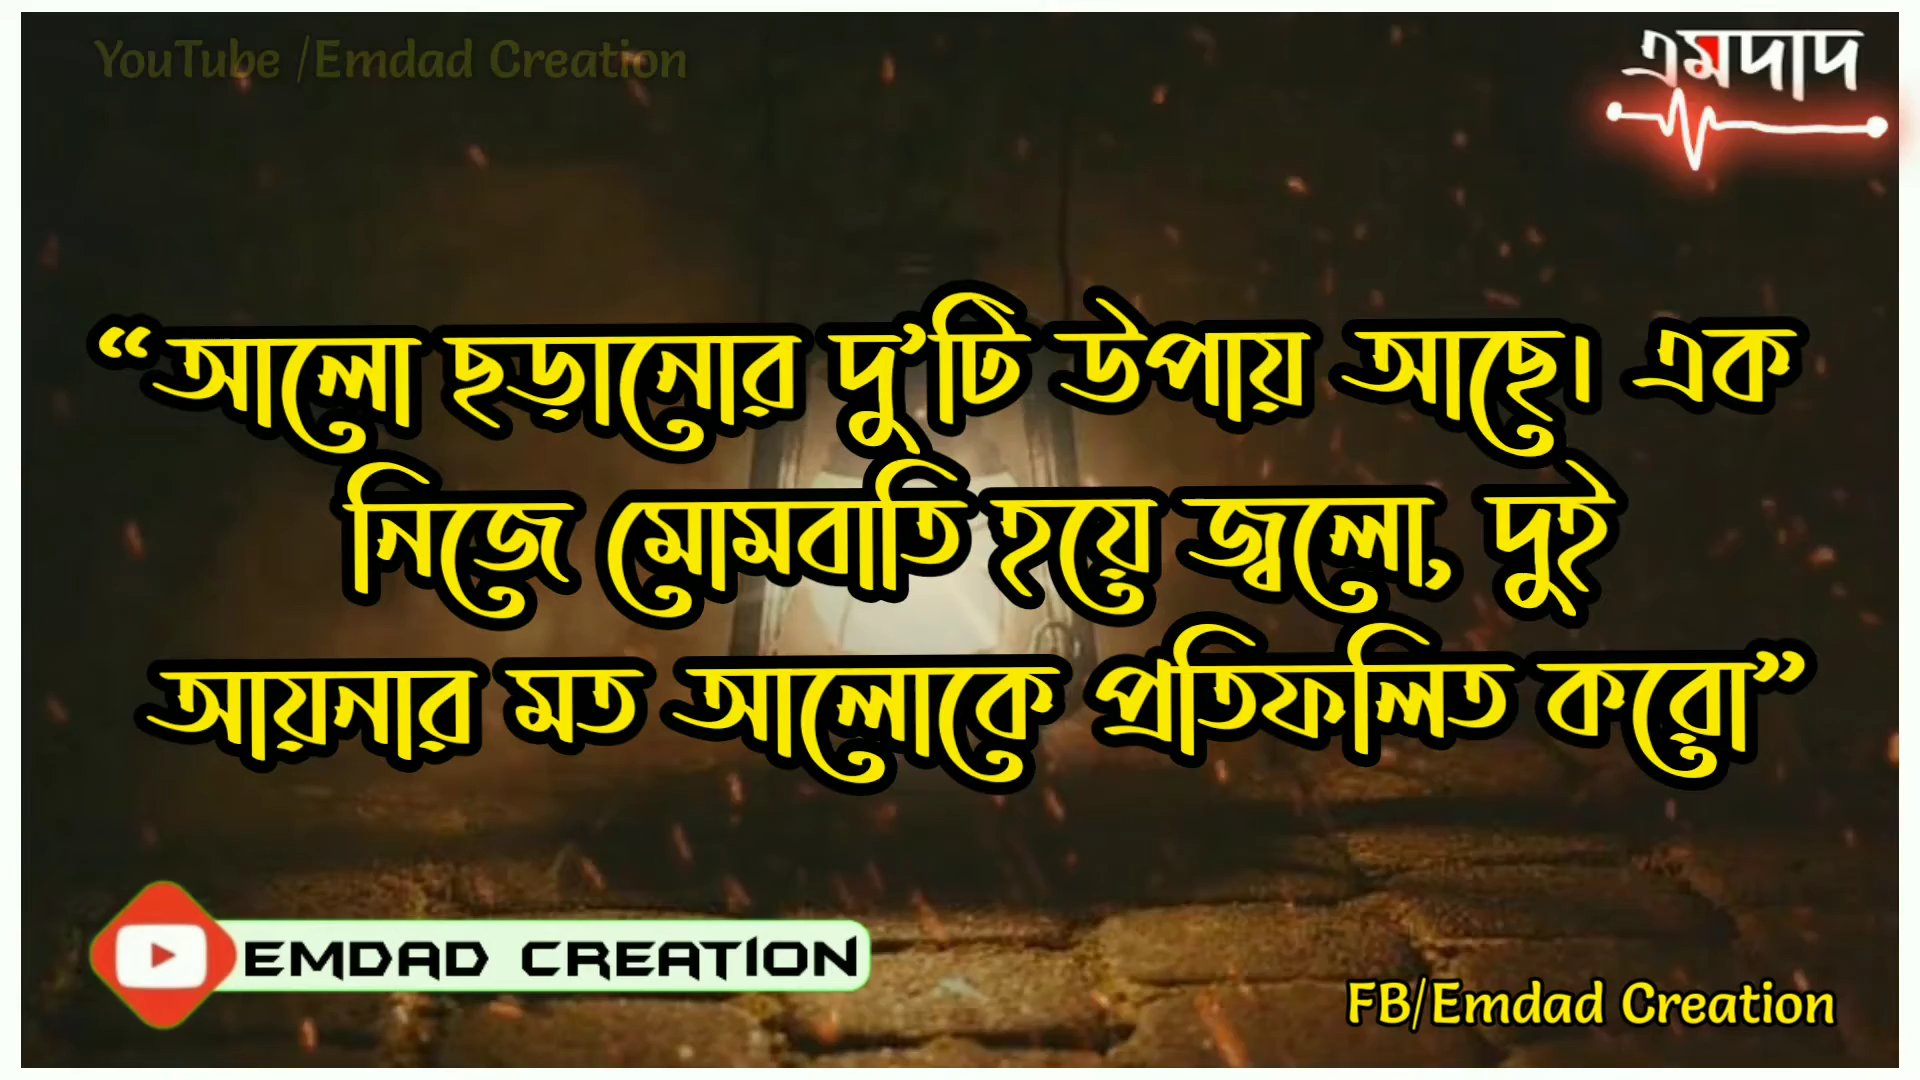 YouTube /Emdad Creation
এমদাদ
“আলো ছড়ানোর দু’টি উপায় আছে। এক
নিজে মোমবাতি হয়ে জ্বলো, দুই
আয়নার মত আলোকে প্রতিফলিত করো”
EMDAD CREATION
FB/Emdad Creation